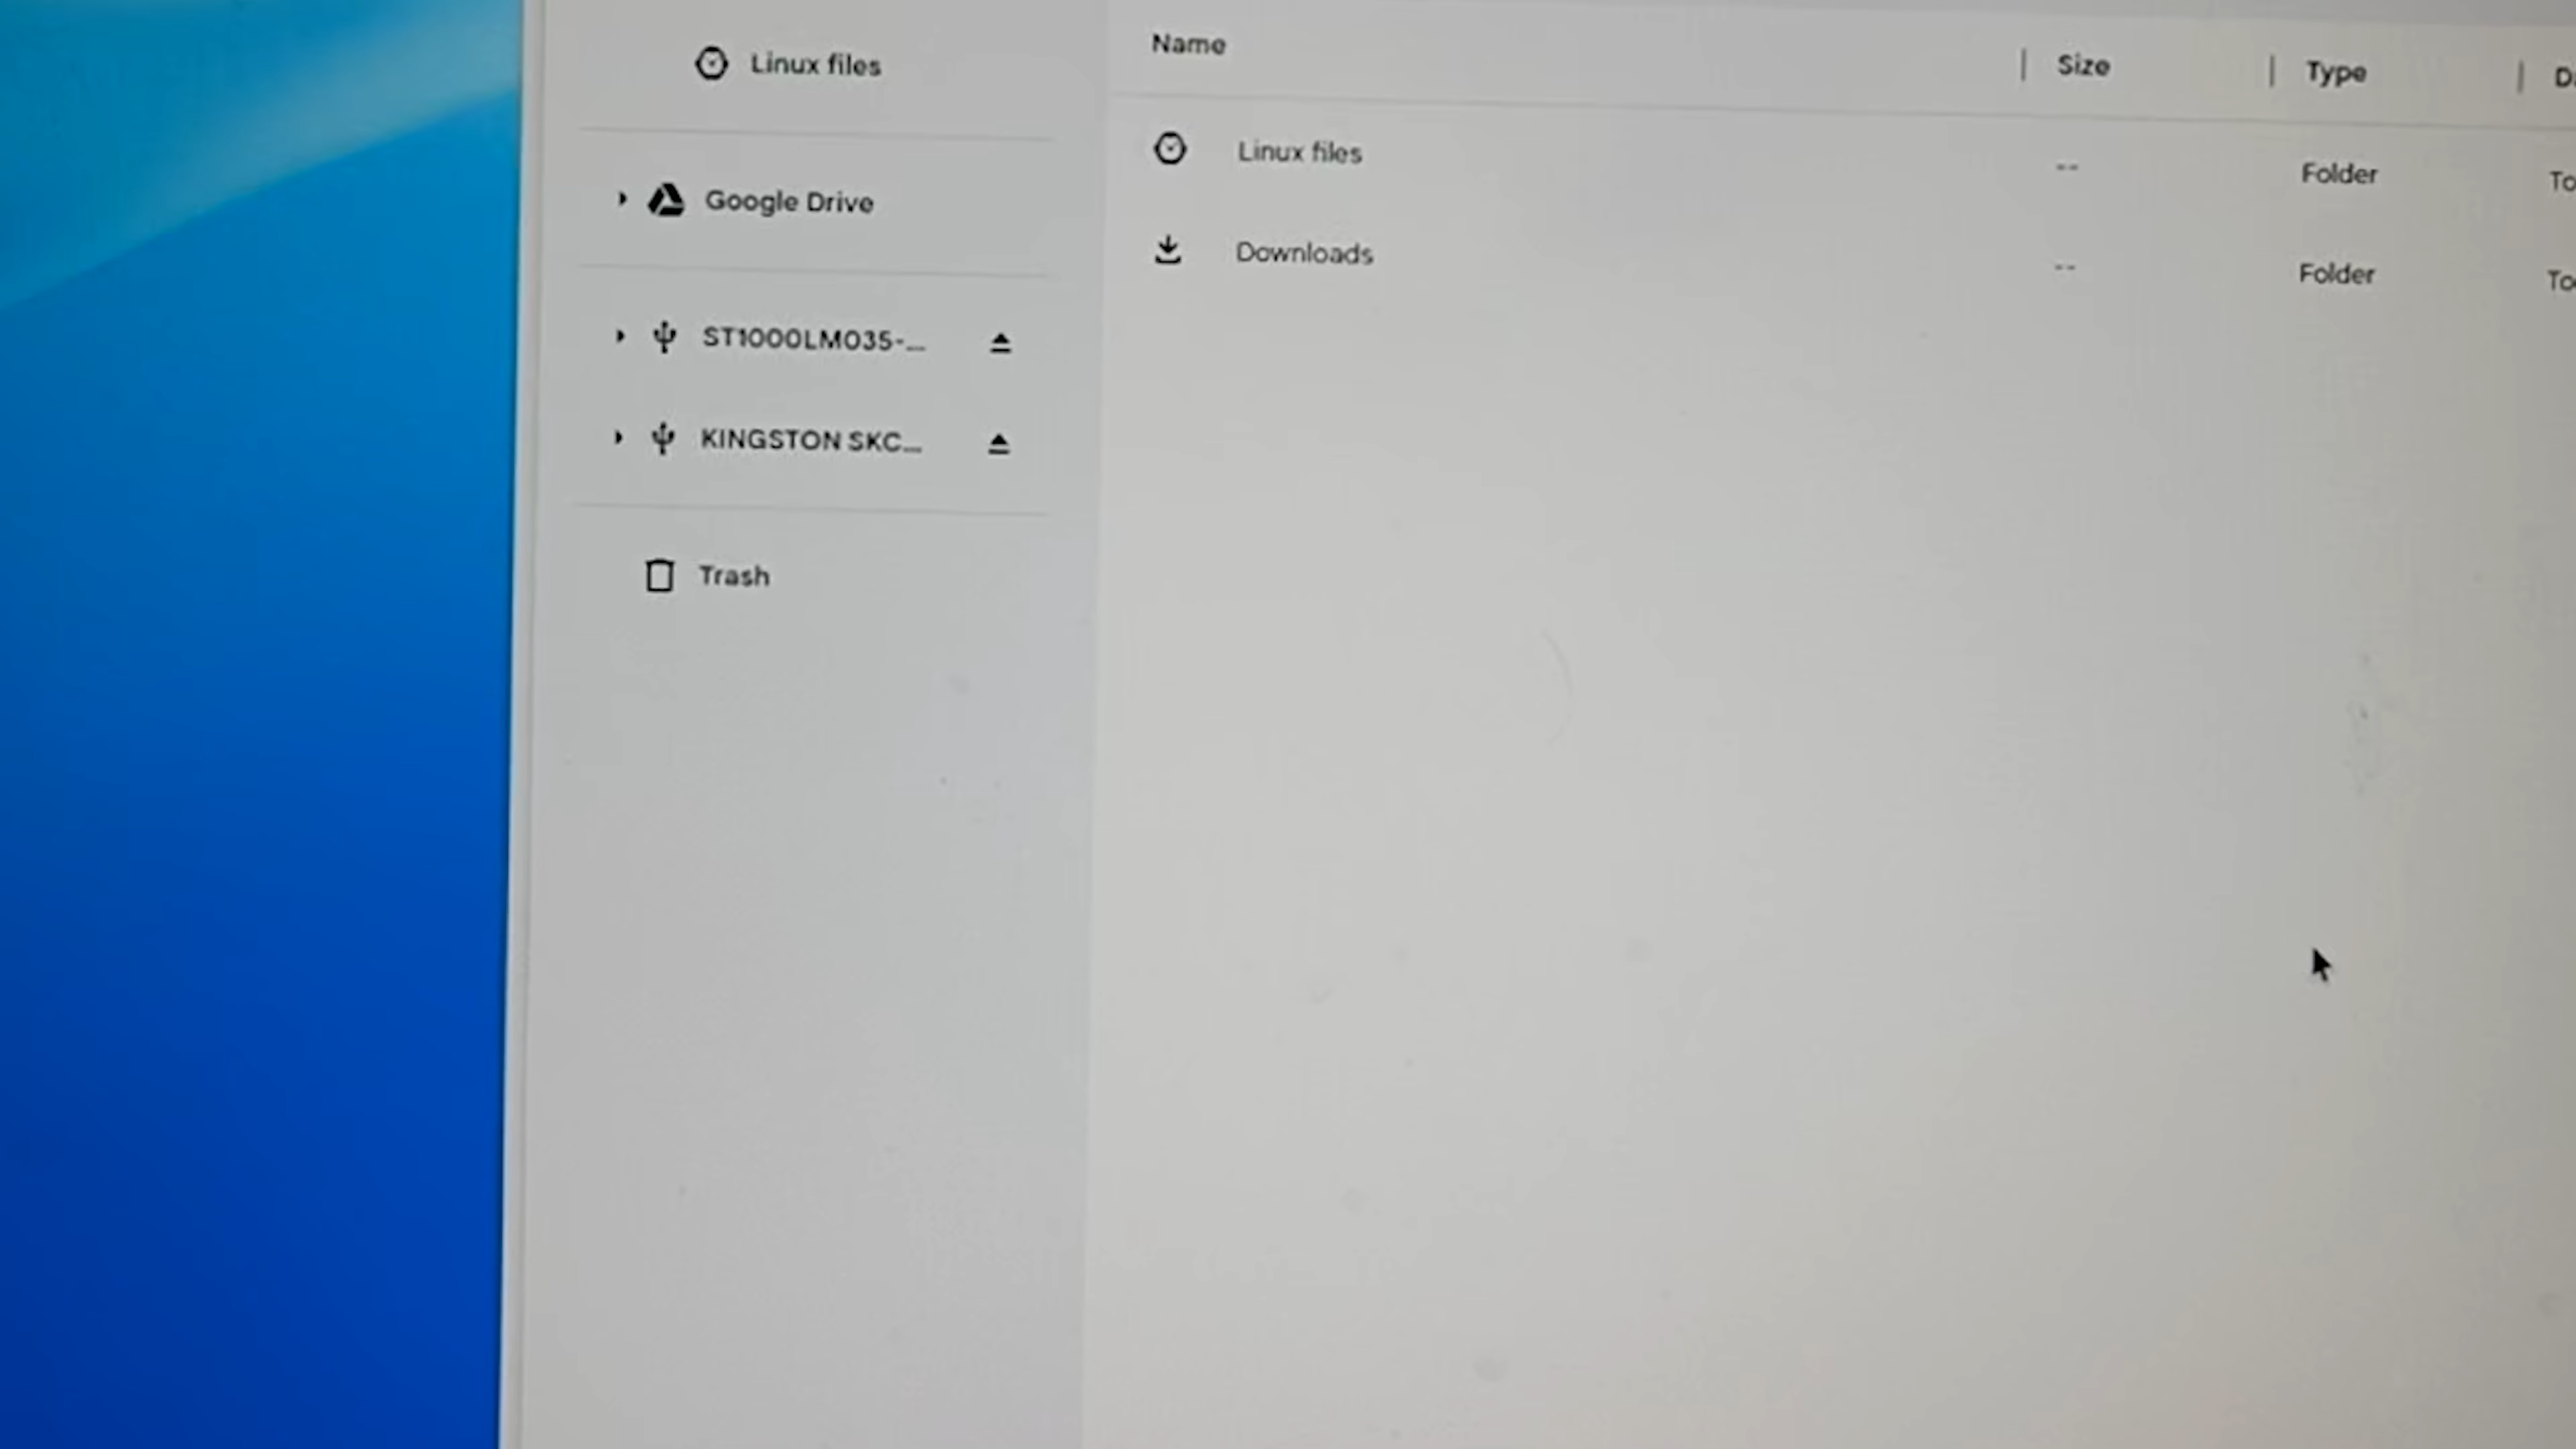 Linux files
Google Drive
ST1000LM035-...
KINGSTON SKC...
Trash
Name | Size | Type |
Linux files -- Folder
Downloads -- Folder